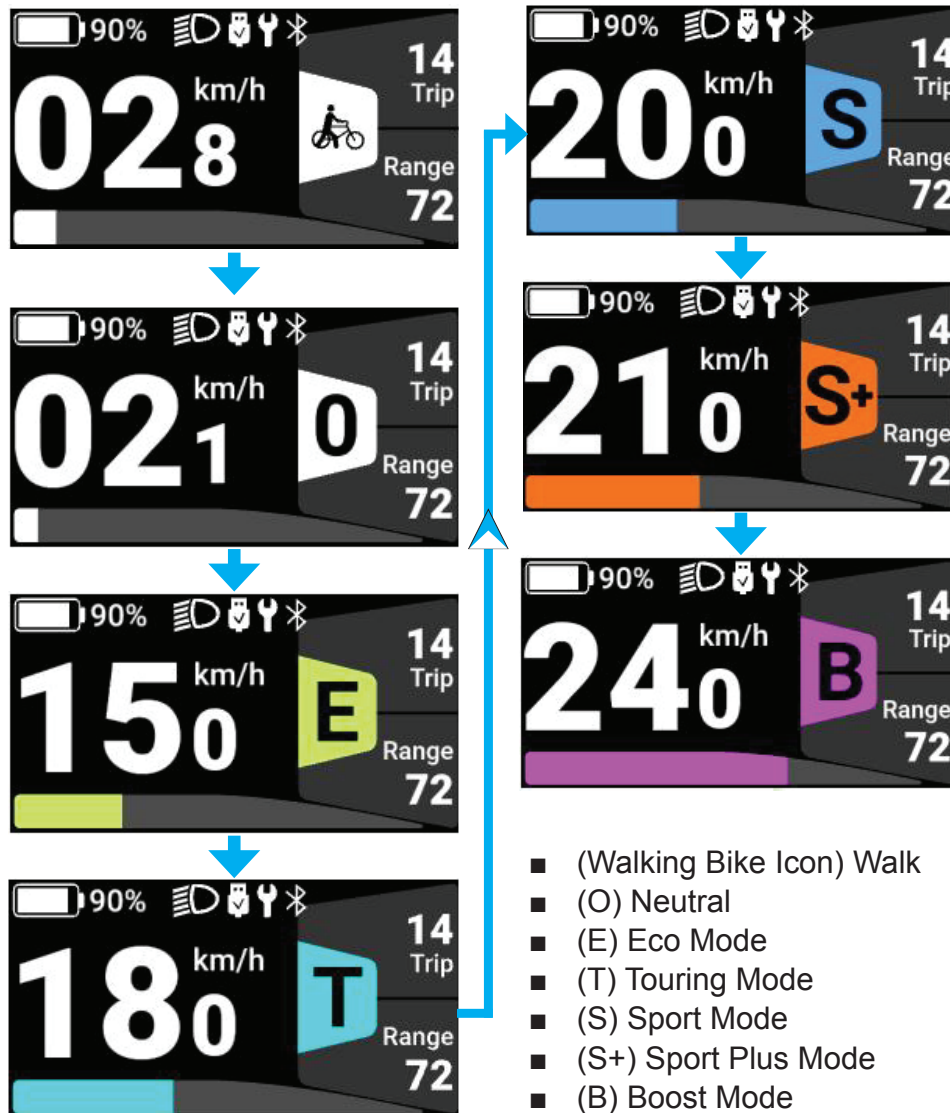 90%
14
Trip
km/h
02 8
Range
72
90%
14
Trip
km/h
02 1
0
Range
72
90%
14
Trip
km/h
15 0
E
Range
72
90%
14
Trip
km/h
18 0
T
Range
72
90%
14
Trip
km/h
20 0
S
Range
72
90%
14
Trip
km/h
21 0
S+
Range
72
90%
14
Trip
km/h
24 0
B
Range
72
■ (Walking Bike Icon) Walk
■ (O) Neutral
■ (E) Eco Mode
■ (T) Touring Mode
■ (S) Sport Mode
■ (S+) Sport Plus Mode
■ (B) Boost Mode